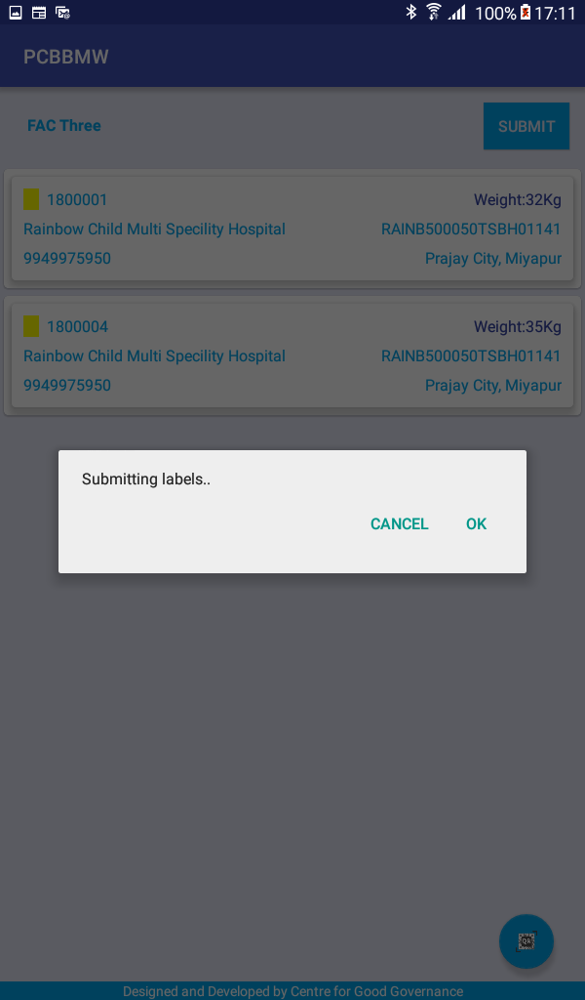 100% 17:11
PCBBMW
FAC Three
SUBMIT
1800001 Weight:32Kg
Rainbow Child Multi Specility Hospital RAINB500050TSBH01141
9949975950 Prajay City, Miyapur
1800004 Weight:35Kg
Rainbow Child Multi Specility Hospital RAINB500050TSBH01141
9949975950 Prajay City, Miyapur
Submitting labels..
CANCEL OK
QR
Designed and Developed by Centre for Good Governance